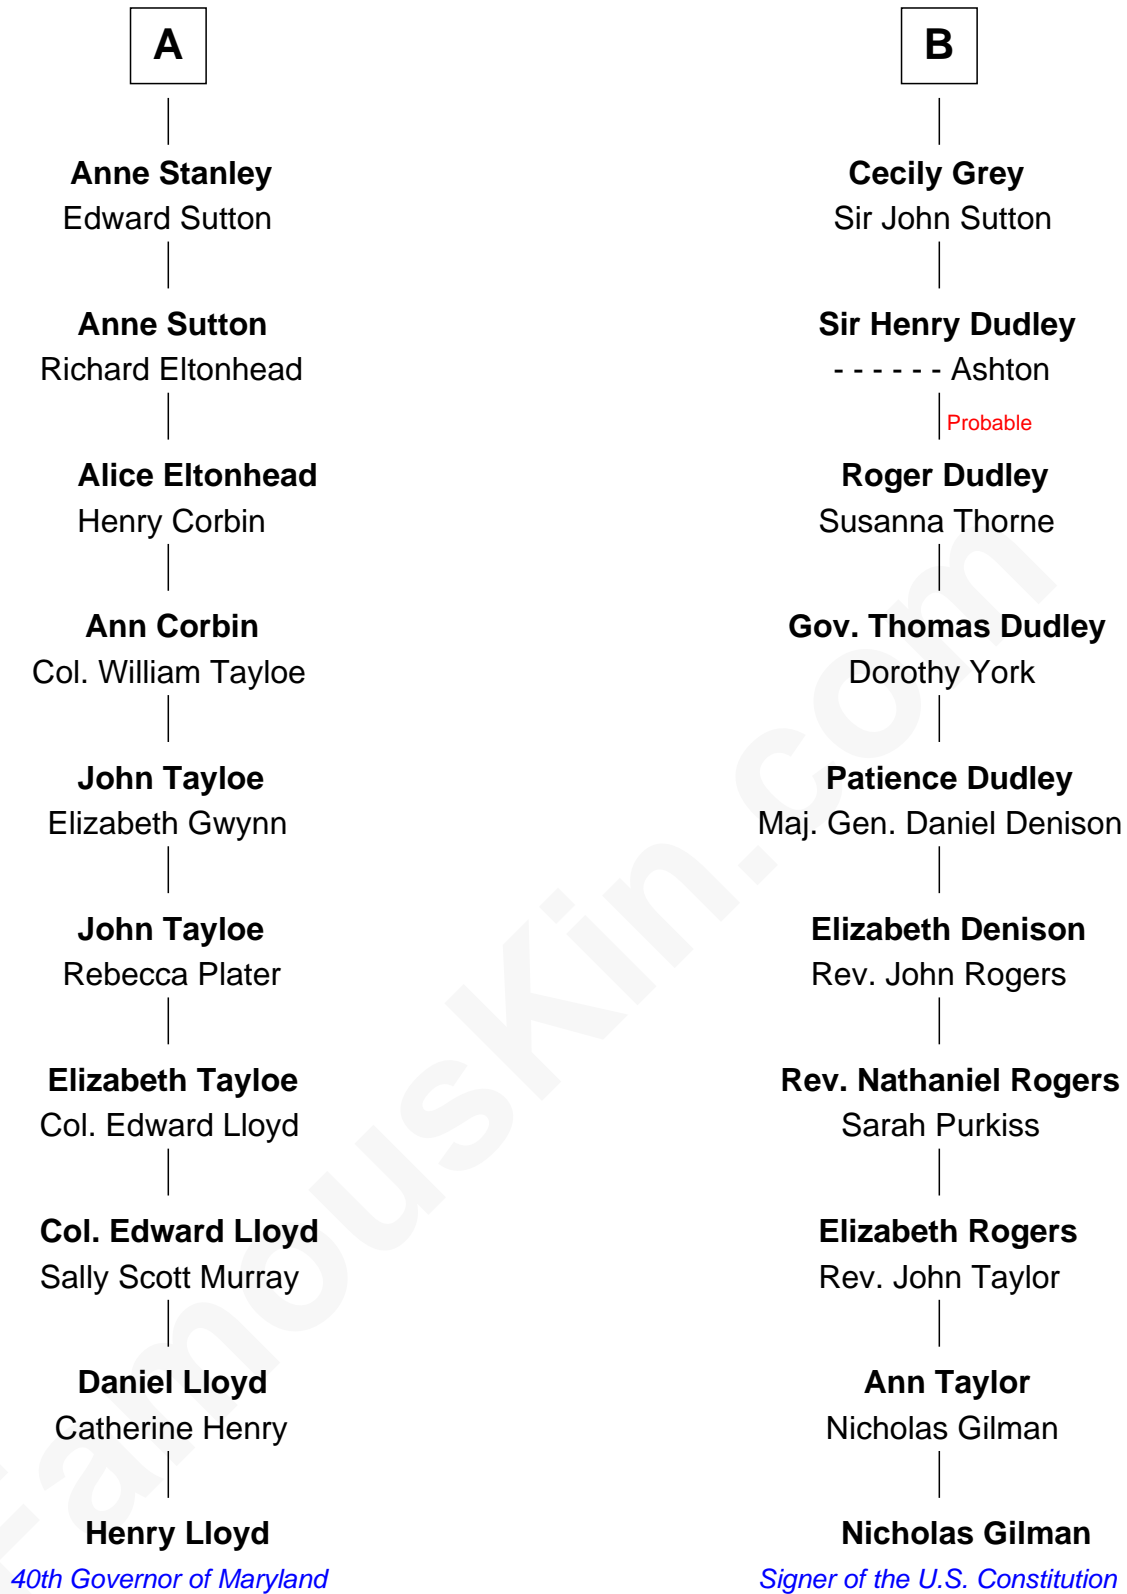 A
Anne Stanley
Edward Sutton
Anne Sutton
Richard Eltonhead
Alice Eltonhead
Henry Corbin
Ann Corbin
Col. William Tayloe
John Tayloe
Elizabeth Gwynn
John Tayloe
Rebecca Plater
Elizabeth Tayloe
Col. Edward Lloyd
Col. Edward Lloyd
Sally Scott Murray
Daniel Lloyd
Catherine Henry
Henry Lloyd
40th Governor of Maryland
B
Cecily Grey
Sir John Sutton
Sir Henry Dudley
- - - - - - Ashton
Probable
Roger Dudley
Susanna Thorne
Gov. Thomas Dudley
Dorothy York
Patience Dudley
Maj. Gen. Daniel Denison
Elizabeth Denison
Rev. John Rogers
Rev. Nathaniel Rogers
Sarah Purkiss
Elizabeth Rogers
Rev. John Taylor
Ann Taylor
Nicholas Gilman
Nicholas Gilman
Signer of the U.S. Constitution
FamousKin.com